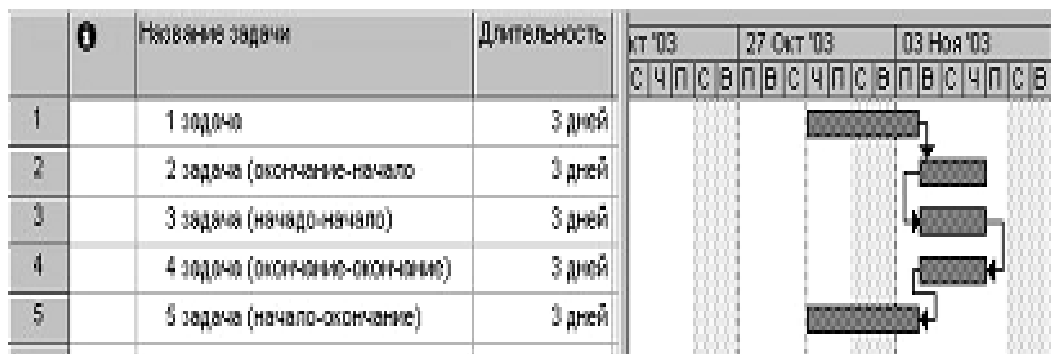 Название задачи Длительность кт '03 27 Окт '03 03 Ноя '03
С Ч П С В П В С Ч П С В П В С Ч П С В
1 1 задача 3 дней
2 2 задача (окончание-начало 3 дней
3 3 задача (начадо-начало) 3 дней
4 4 задача (окончание-окончание) 3 дней
5 5 задача (начало-окончание) 3 дней